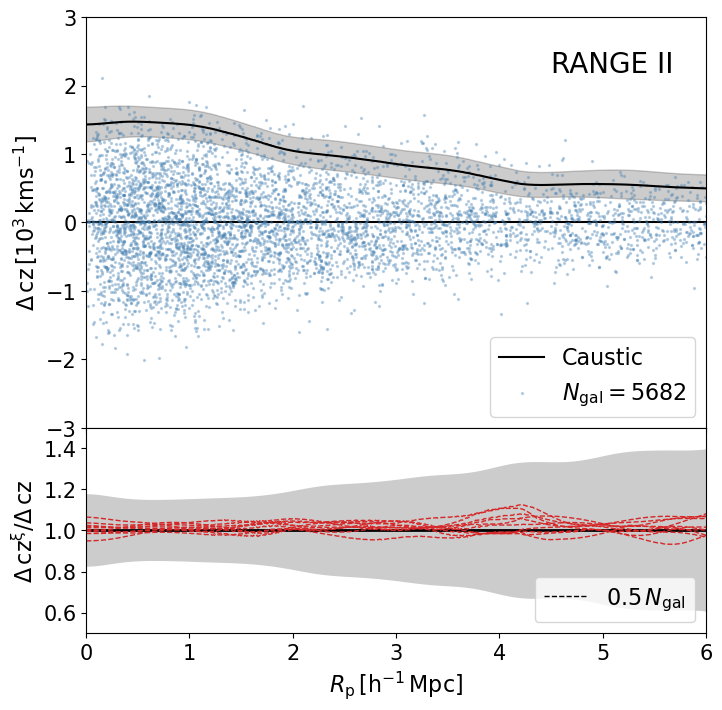 3
RANGE II
2
1
0
−1
−2
−3
Δ cz [10³ kms⁻¹]
Caustic
N_gal = 5682
1.4
1.2
1.0
0.8
0.6
Δ cz^ξ/Δ cz
0.5 N_gal
0 1 2 3 4 5 6
R_p [h⁻¹ Mpc]